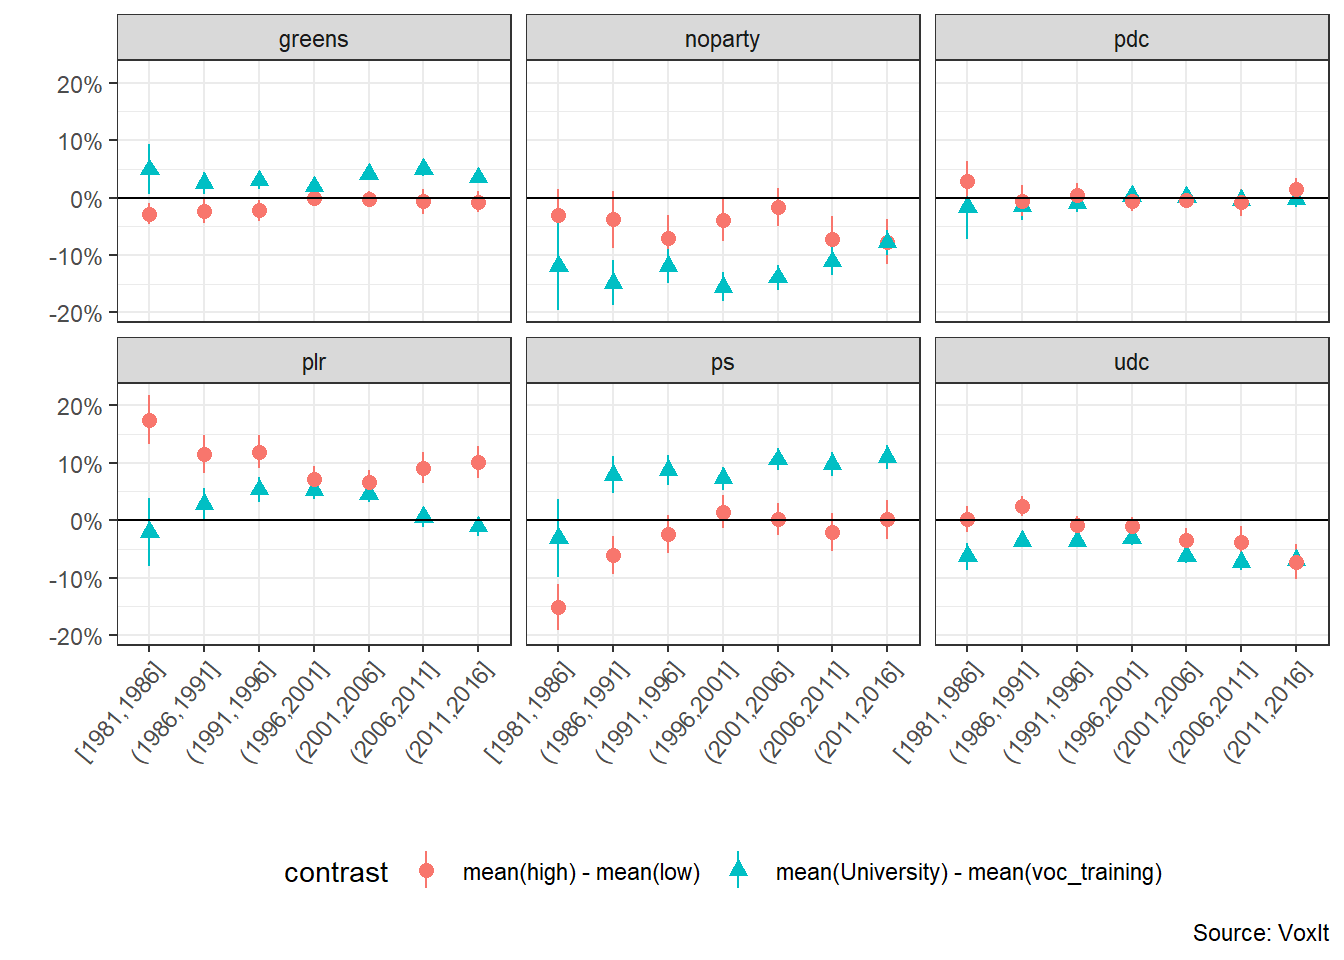 greens noparty pdc
20%
10%
0%
-10%
-20%
plr ps udc
20%
10%
0%
-10%
-20%
[1981,1986] (1986,1991] (1991,1996] (1996,2001] (2001,2006] (2006,2011] (2011,2016] [1981,1986] (1986,1991] (1991,1996] (1996,2001] (2001,2006] (2006,2011] (2011,2016] [1981,1986] (1986,1991] (1991,1996] (1996,2001] (2001,2006] (2006,2011] (2011,2016]
contrast mean(high) - mean(low) mean(University) - mean(voc_training)
Source: VoxIt